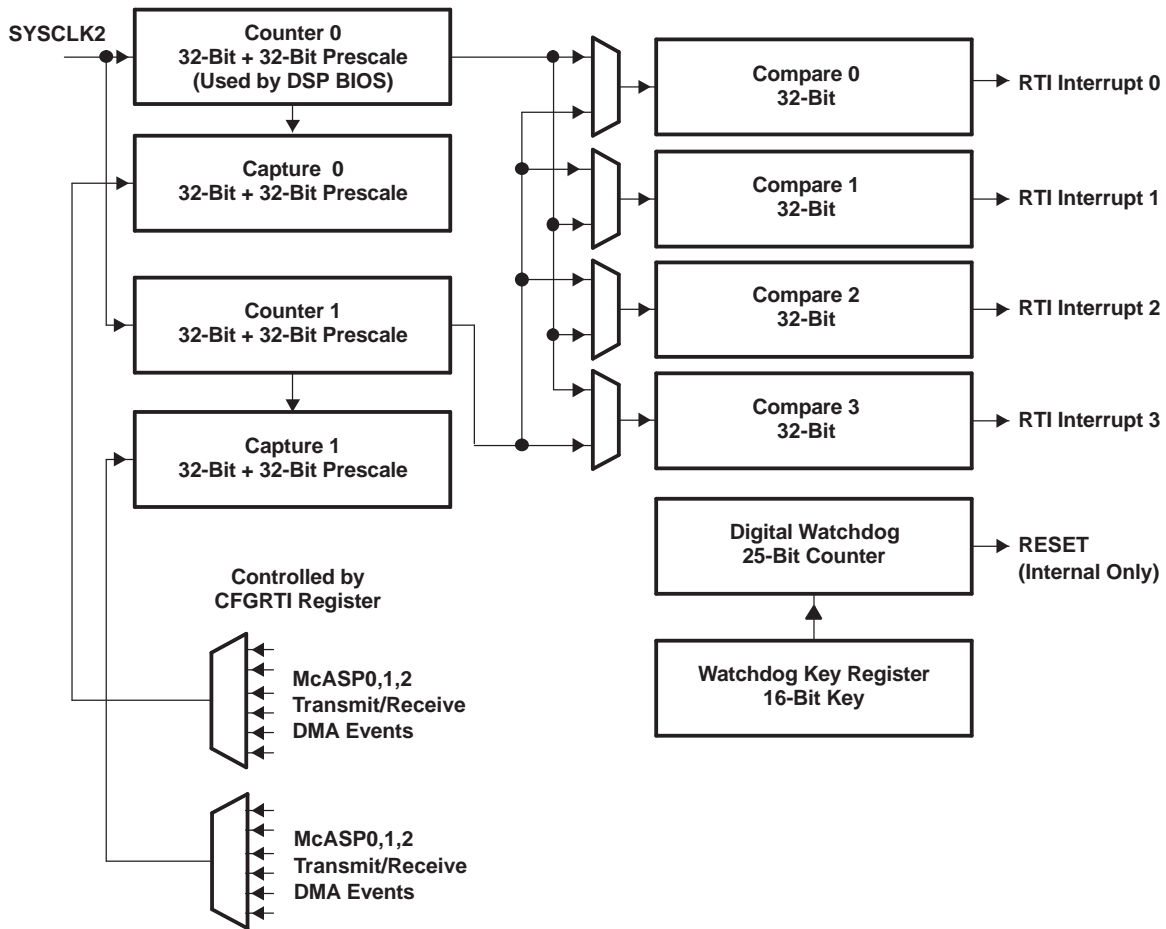 SYSCLK2
Counter 0
32-Bit + 32-Bit Prescale
(Used by DSP BIOS)
Capture 0
32-Bit + 32-Bit Prescale
Counter 1
32-Bit + 32-Bit Prescale
Capture 1
32-Bit + 32-Bit Prescale
Compare 0
32-Bit
RTI Interrupt 0
Compare 1
32-Bit
RTI Interrupt 1
Compare 2
32-Bit
RTI Interrupt 2
Compare 3
32-Bit
RTI Interrupt 3
Digital Watchdog
25-Bit Counter
RESET
(Internal Only)
Watchdog Key Register
16-Bit Key
Controlled by
CFGRTI Register
McASP0,1,2
Transmit/Receive
DMA Events
McASP0,1,2
Transmit/Receive
DMA Events